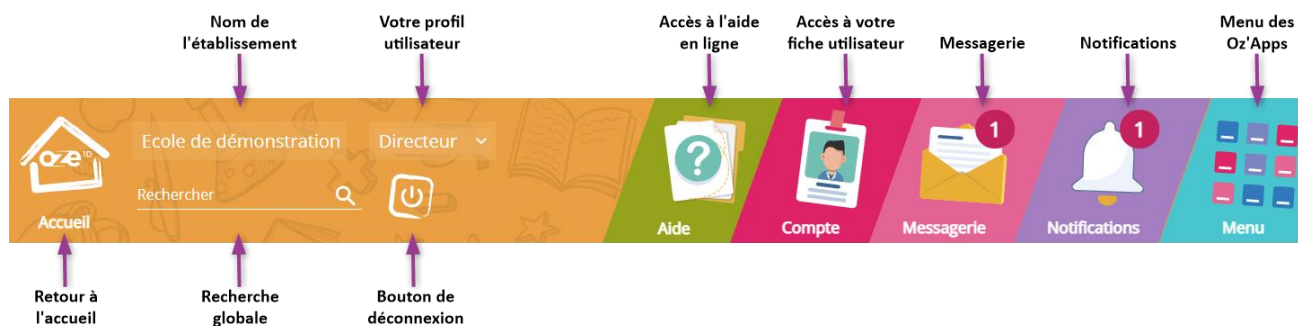 Nom de
l'établissement
Votre profil
utilisateur
Accès à l'aide
en ligne
Accès à votre
fiche utilisateur
Messagerie
Notifications
Menu des
Oz'Apps
oze 1D
Accueil
Ecole de démonstration
Directeur
Rechercher
Aide
Compte
1
Messagerie
1
Notifications
Menu
Retour à
l'accueil
Recherche
globale
Bouton de
déconnexion